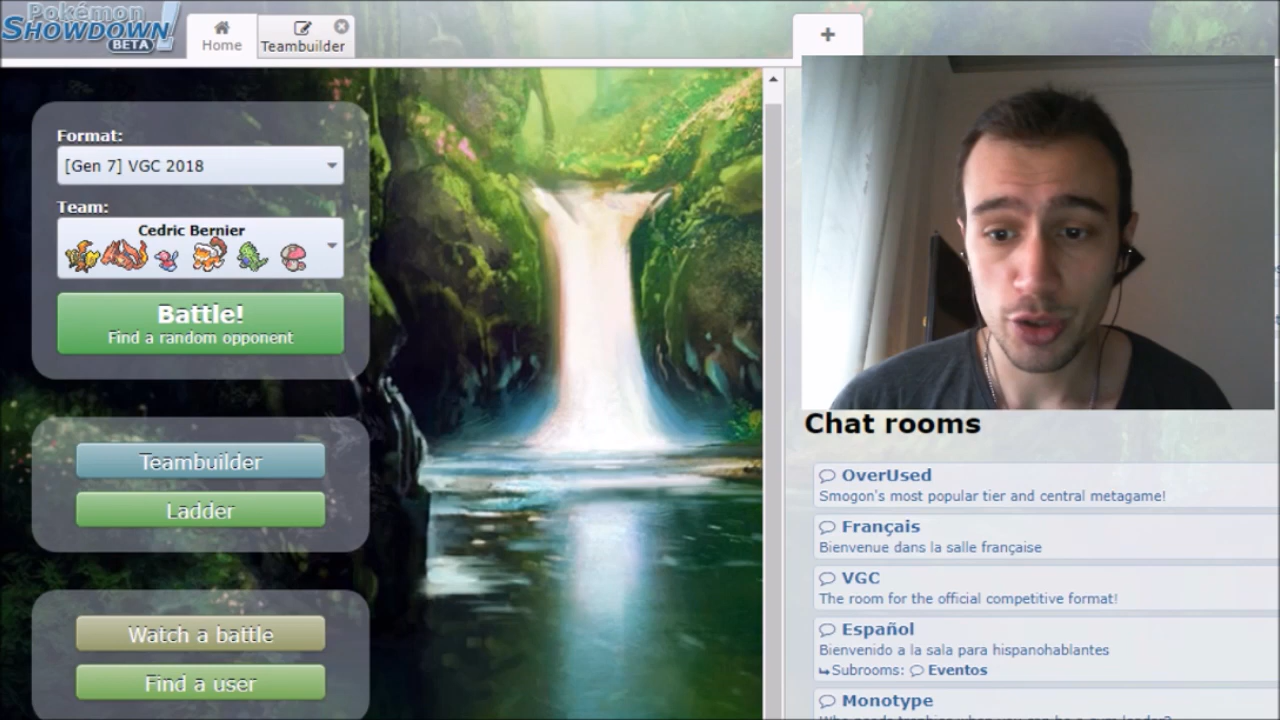 Pokémon
SHOWDOWN!
BETA
Home
Teambuilder
+
Format:
[Gen 7] VGC 2018
Team:
Cedric Bernier
Battle!
Find a random opponent
Teambuilder
Ladder
Watch a battle
Find a user
Chat rooms
OverUsed
Smogon's most popular tier and central metagame!
Français
Bienvenue dans la salle française
VGC
The room for the official competitive format!
Español
Bienvenido a la sala para hispanohablantes
Subrooms: Eventos
Monotype